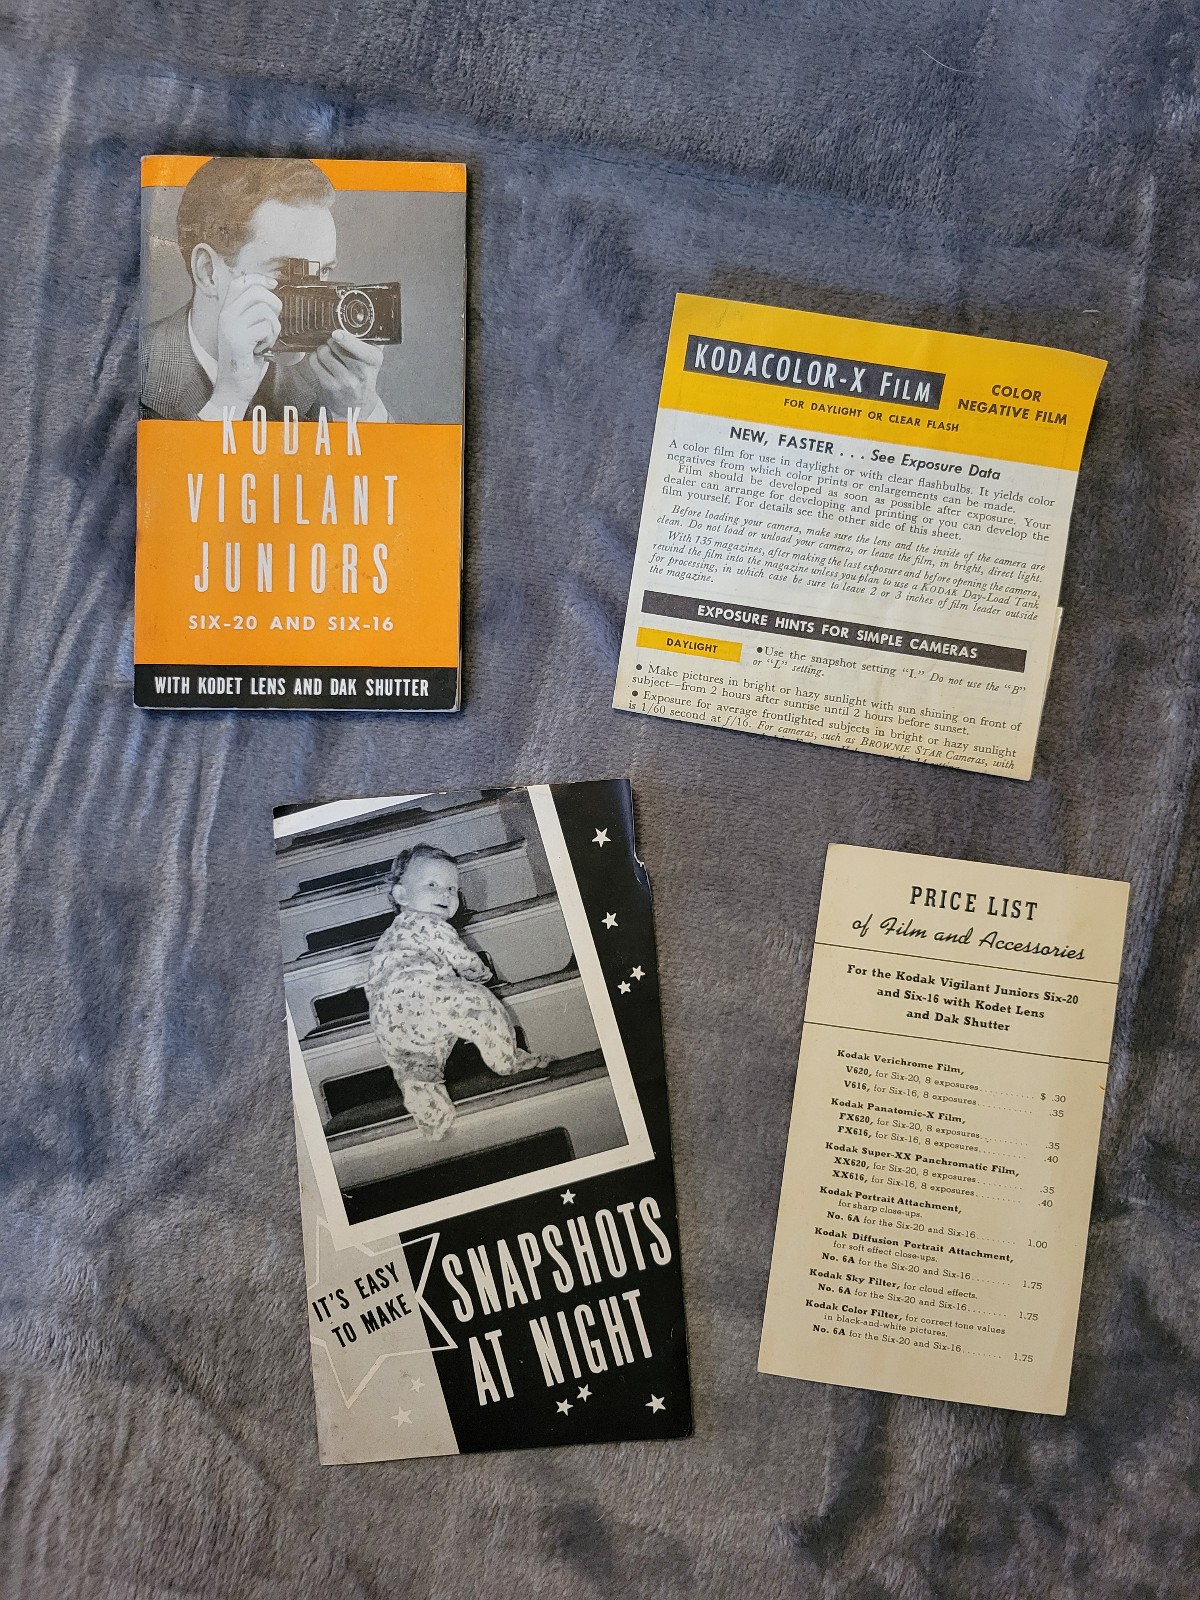 KODAK
VIGILANT
JUNIORS
SIX-20 AND SIX-16
WITH KODET LENS AND DAK SHUTTER
KODACOLOR-X FILM
FOR DAYLIGHT OR CLEAR FLASH
COLOR
NEGATIVE FILM
NEW, FASTER . . . See Exposure Data
A color film for use in daylight or with clear flashbulbs. It yields color
negatives from which color prints or enlargements can be made.
Film should be developed as soon as possible after exposure. Your
dealer can arrange for developing and printing or you can develop the
film yourself. For details see the other side of this sheet.
Before loading your camera, make sure the lens and the inside of the camera are
clean. Do not load or unload your camera, or leave the film, in bright, direct light.
With 135 magazines, after making the last exposure and before opening the camera,
rewind the film into the magazine unless you plan to use a KODAK Day-Load Tank
for processing, in which case be sure to leave 2 or 3 inches of film leader outside
the magazine.
EXPOSURE HINTS FOR SIMPLE CAMERAS
DAYLIGHT
• Use the snapshot setting "I." Do not use the "B"
or "L" setting.
• Make pictures in bright or hazy sunlight with sun shining on front of
subject—from 2 hours after sunrise until 2 hours before sunset.
• Exposure for average frontlighted subjects in bright or hazy sunlight
is 1/60 second at f/16. For cameras, such as BROWNIE STAR Cameras, with
IT'S EASY
TO MAKE
SNAPSHOTS
AT NIGHT
PRICE LIST
of Film and Accessories
For the Kodak Vigilant Juniors Six-20
and Six-16 with Kodet Lens
and Dak Shutter
Kodak Verichrome Film,
V620, for Six-20, 8 exposures.......... $ .30
V616, for Six-16, 8 exposures.......... .35
Kodak Panatomic-X Film,
FX620, for Six-20, 8 exposures.......... .35
FX616, for Six-16, 8 exposures.......... .40
Kodak Super-XX Panchromatic Film,
XX620, for Six-20, 8 exposures.......... .35
XX616, for Six-16, 8 exposures.......... .40
Kodak Portrait Attachment,
for sharp close-ups.
No. 6A for the Six-20 and Six-16........ 1.00
Kodak Diffusion Portrait Attachment,
for soft effect close-ups.
No. 6A for the Six-20 and Six-16........ 1.75
Kodak Sky Filter, for cloud effects.
No. 6A for the Six-20 and Six-16........ 1.75
Kodak Color Filter, for correct tone values
in black-and-white pictures.
No. 6A for the Six-20 and Six-16........ 1.75